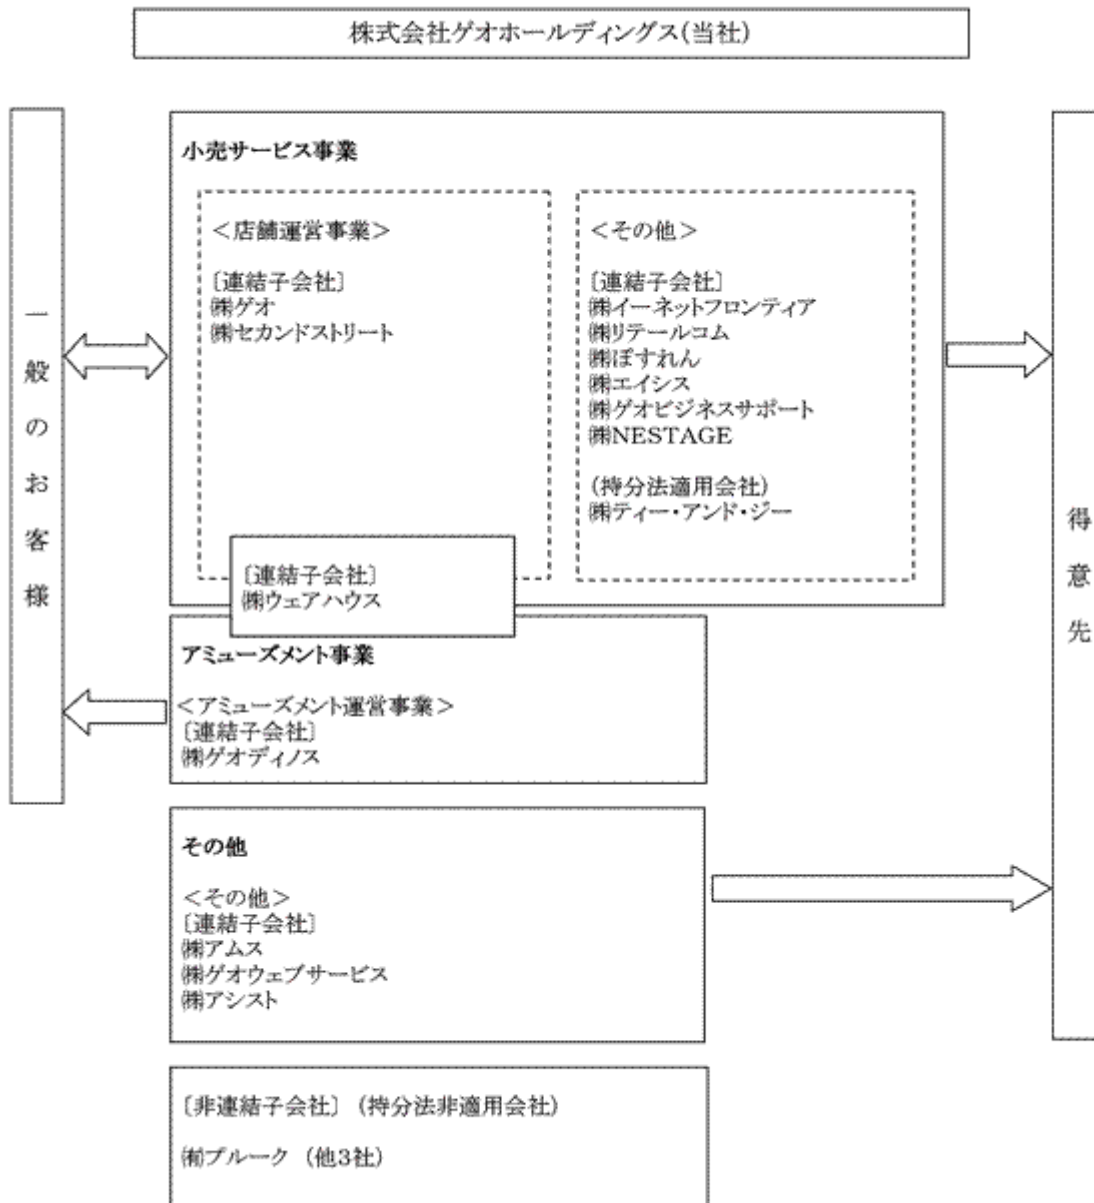 株式会社ゲオホールディングス(当社)
一般のお客様
小売サービス事業
＜店舗運営事業＞
〔連結子会社〕
㈱ゲオ
㈱セカンドストリート
＜その他＞
〔連結子会社〕
㈱イーネットフロンティア
㈱リテールコム
㈱ぽすれん
㈱エイシス
㈱ゲオビジネスサポート
㈱NESTAGE
(持分法適用会社)
㈱ティー・アンド・ジー
〔連結子会社〕
㈱ウェアハウス
アミューズメント事業
＜アミューズメント運営事業＞
〔連結子会社〕
㈱ゲオディノス
その他
＜その他＞
〔連結子会社〕
㈱アムス
㈱ゲオウェブサービス
㈱アシスト
〔非連結子会社〕 (持分法非適用会社)
㈲ブルーク (他3社)
得意先